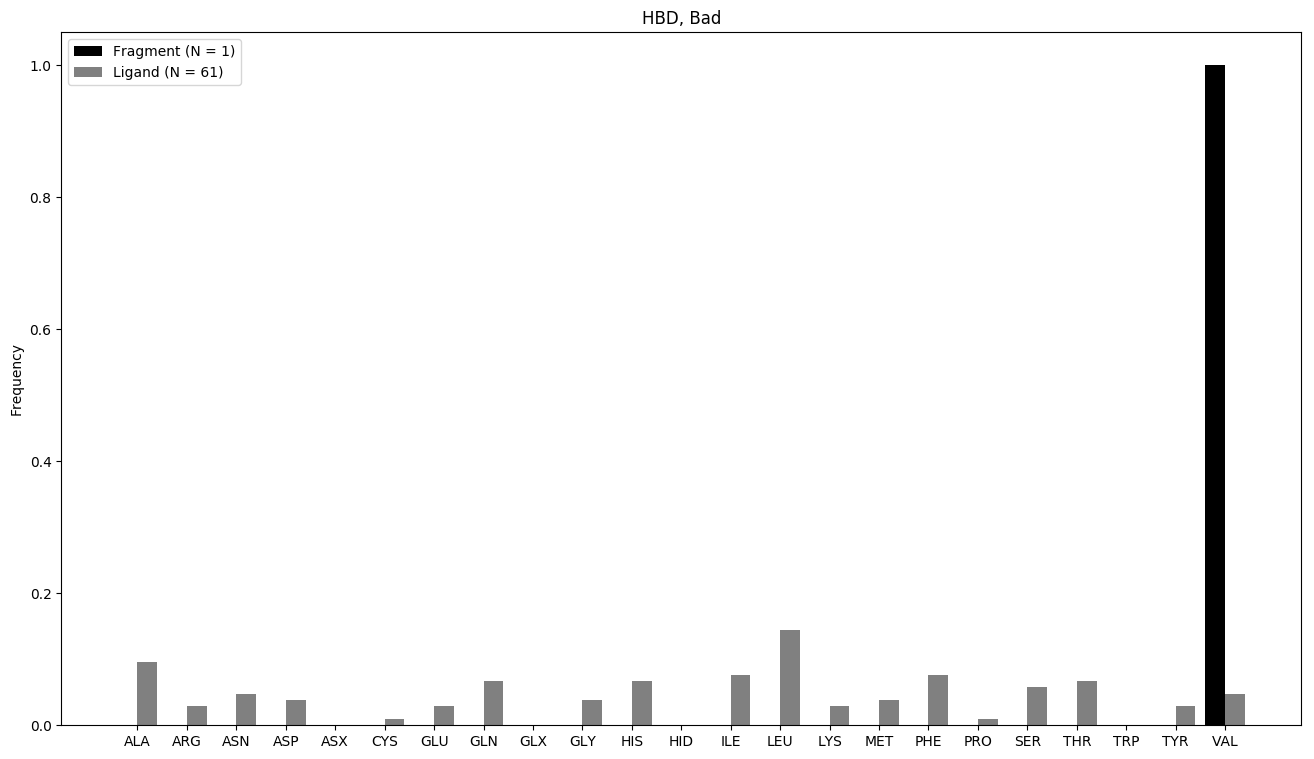 HBD, Bad
Fragment (N = 1)
Ligand (N = 61)
Frequency
1.0
0.8
0.6
0.4
0.2
0.0
ALA ARG ASN ASP ASX CYS GLU GLN GLX GLY HIS HID ILE LEU LYS MET PHE PRO SER THR TRP TYR VAL